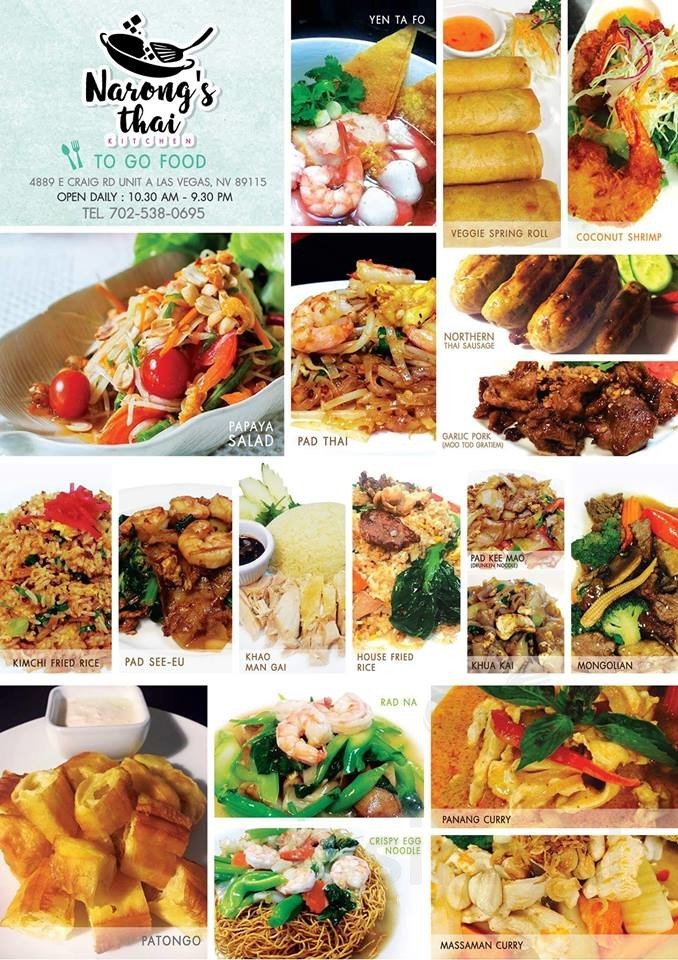 Narong's
thai
KITCHEN
TO GO FOOD
4889 E CRAIG RD UNIT A LAS VEGAS, NV 89115
OPEN DAILY : 10.30 AM - 9.30 PM
TEL. 702-538-0695
YEN TA FO
VEGGIE SPRING ROLL
COCONUT SHRIMP
PAPAYA
SALAD
PAD THAI
NORTHERN
THAI SAUSAGE
GARLIC PORK
(MOO TOD GRATIEM)
KIMCHI FRIED RICE
PAD SEE-EU
KHAO
MAN GAI
HOUSE FRIED
RICE
PAD KEE MAO
(DRUNKEN NOODLE)
KHUA KAI
MONGOLIAN
PATONGO
RAD NA
CRISPY EGG
NOODLE
PANANG CURRY
MASSAMAN CURRY